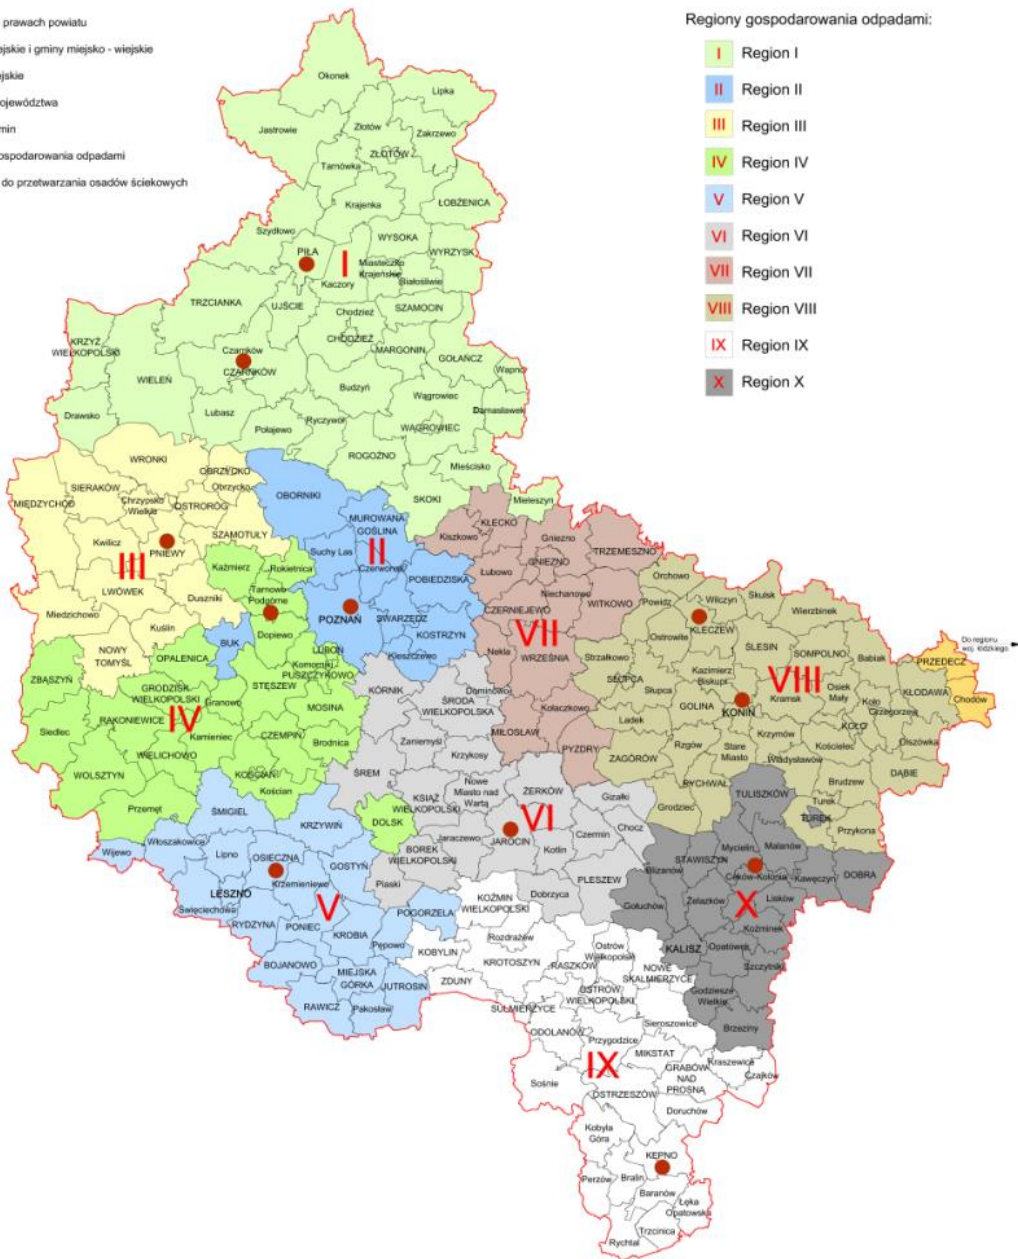 prawach powiatu
ejskie i gminy miejsko - wiejskie
ejskie
ojewództwa
min
ospodarowania odpadami
do przetwarzania osadów ściekowych
Regiony gospodarowania odpadami:
I Region I
II Region II
III Region III
IV Region IV
V Region V
VI Region VI
VII Region VII
VIII Region VIII
IX Region IX
X Region X
Okonek
Lipka
Jastrowie
Złotów
Zakrzewo
ZŁOTÓW
Tarnówka
Krajenka
ŁOBŻENICA
Szydłowo
WYSOKA
PIŁA
I
WYRZYSK
Miasteczko
Krajeńskie
Kaczory
Białośliwie
TRZCIANKA
UJŚCIE
SZAMOCIN
Chodzież
CHODZIEŻ
KRZYŻ
WIELKOPOLSKI
Czarnków
CZARNKÓW
MARGONIN
GOŁAŃCZ
Wapno
WIELEŃ
Budzyń
Wągrowiec
Damasławek
Drawsko
Lubasz
Połajewo
Ryczywół
WĄGROWIEC
ROGOŹNO
Mieścisko
SKOKI
Mieleszyn
WRONKI
OBRZYCKO
Obrzycko
SIERAKÓW
MIĘDZYCHÓD
Chrzypsko
Wielkie
OSTRORÓG
SZAMOTUŁY
Kwilicz
PNIEWY
III
LWÓWEK
Duszniki
Miedzichowo
Kuślin
NOWY
TOMYŚL
OBORNIKI
MUROWANA
GOŚLINA
II
Suchy Las
Czerwonak
POBIEDZISKA
POZNAŃ
SWARZĘDZ
KOSTRZYN
Kleszczewo
BUK
Kaźmierz
Rokietnica
Tarnowo
Podgórne
Dopiewo
LUBOŃ
Komorniki
PUSZCZYKOWO
STĘSZEW
MOSINA
ZBĄSZYŃ
OPALENICA
GRODZISK
WIELKOPOLSKI
Granowo
RAKONIEWICE
IV
Siedlec
Kamieniec
CZEMPIŃ
Brodnica
WIELICHOWO
WOLSZTYN
KOŚCIAN
Kościan
Przemęt
DOLSK
KŁECKO
Kiszkowo
Gniezno
TRZEMESZNO
Łubowo
GNIEZNO
Niechanowo
CZERNIEJEWO
WITKOWO
VII
Nekla
WRZEŚNIA
Kołaczkowo
MIŁOSŁAW
PYZDRY
Orchowo
Powidz
Wilczyn
Skulsk
KLECZEW
Wierzbinek
Ostrowite
ŚLESIN
SOMPOLNO
Babiak
PRZEDECZ
Do regionu
woj. łódzkiego
Strzałkowo
Kazimierz
Biskupi
VIII
SŁUPCA
Słupca
Kramsk
Osiek
Mały
KŁODAWA
Chodów
GOLINA
KONIN
Koło
Grzegorzew
Lądek
Krzymów
KOŁO
Rzgów
Stare
Miasto
Kościelec
Olszówka
ZAGÓRÓW
Władysławów
DĄBIE
RYCHWAŁ
Brudzew
Grodziec
Turek
TUREK
Przykona
KÓRNIK
Dominowo
ŚRODA
WIELKOPOLSKA
Zaniemyśl
Krzykosy
ŚREM
Nowe
Miasto nad
Wartą
KSIĄŻ
WIELKOPOLSKI
ŻERKÓW
Gizałki
VI
Chocz
Jaraczewo
JAROCIN
Czermin
BOREK
WIELKOPOLSKI
Kotlin
Piaski
PLESZEW
Dobrzyca
ŚMIGIEL
KRZYWIŃ
Wijewo
Włoszakowice
Lipno
OSIECZNA
GOSTYŃ
Krzemieniewo
LESZNO
Święciechowa
V
RYDZYNA
PONIEC
KROBIA
POGORZELA
Pępowo
BOJANOWO
MIEJSKA
GÓRKA
JUTROSIN
RAWICZ
Pakosław
TULISZKÓW
Mycielin
Malanów
STAWISZYN
Blizanów
Ceków-Kolonia
Kawęczyn
DOBRA
Gołuchów
Żelazków
X
Lisków
Koźminek
KALISZ
Opatówek
Szczytniki
Godziesze
Wielkie
Brzeziny
KOŹMIN
WIELKOPOLSKI
Rozdrażew
KOBYLIN
KROTOSZYN
ZDUNY
RASZKÓW
Ostrów
Wielkopolski
NOWE
SKALMIERZYCE
OSTRÓW
WIELKOPOLSKI
SULMIERZYCE
Sieroszowice
ODOLANÓW
Przygodzice
IX
MIKSTAT
Kraszewice
GRABÓW
NAD
PROSNĄ
Czajków
Sośnie
OSTRZESZÓW
Doruchów
Kobyla
Góra
KĘPNO
Perzów
Bralin
Baranów
Łęka
Opatowska
Trzcinica
Rychtal